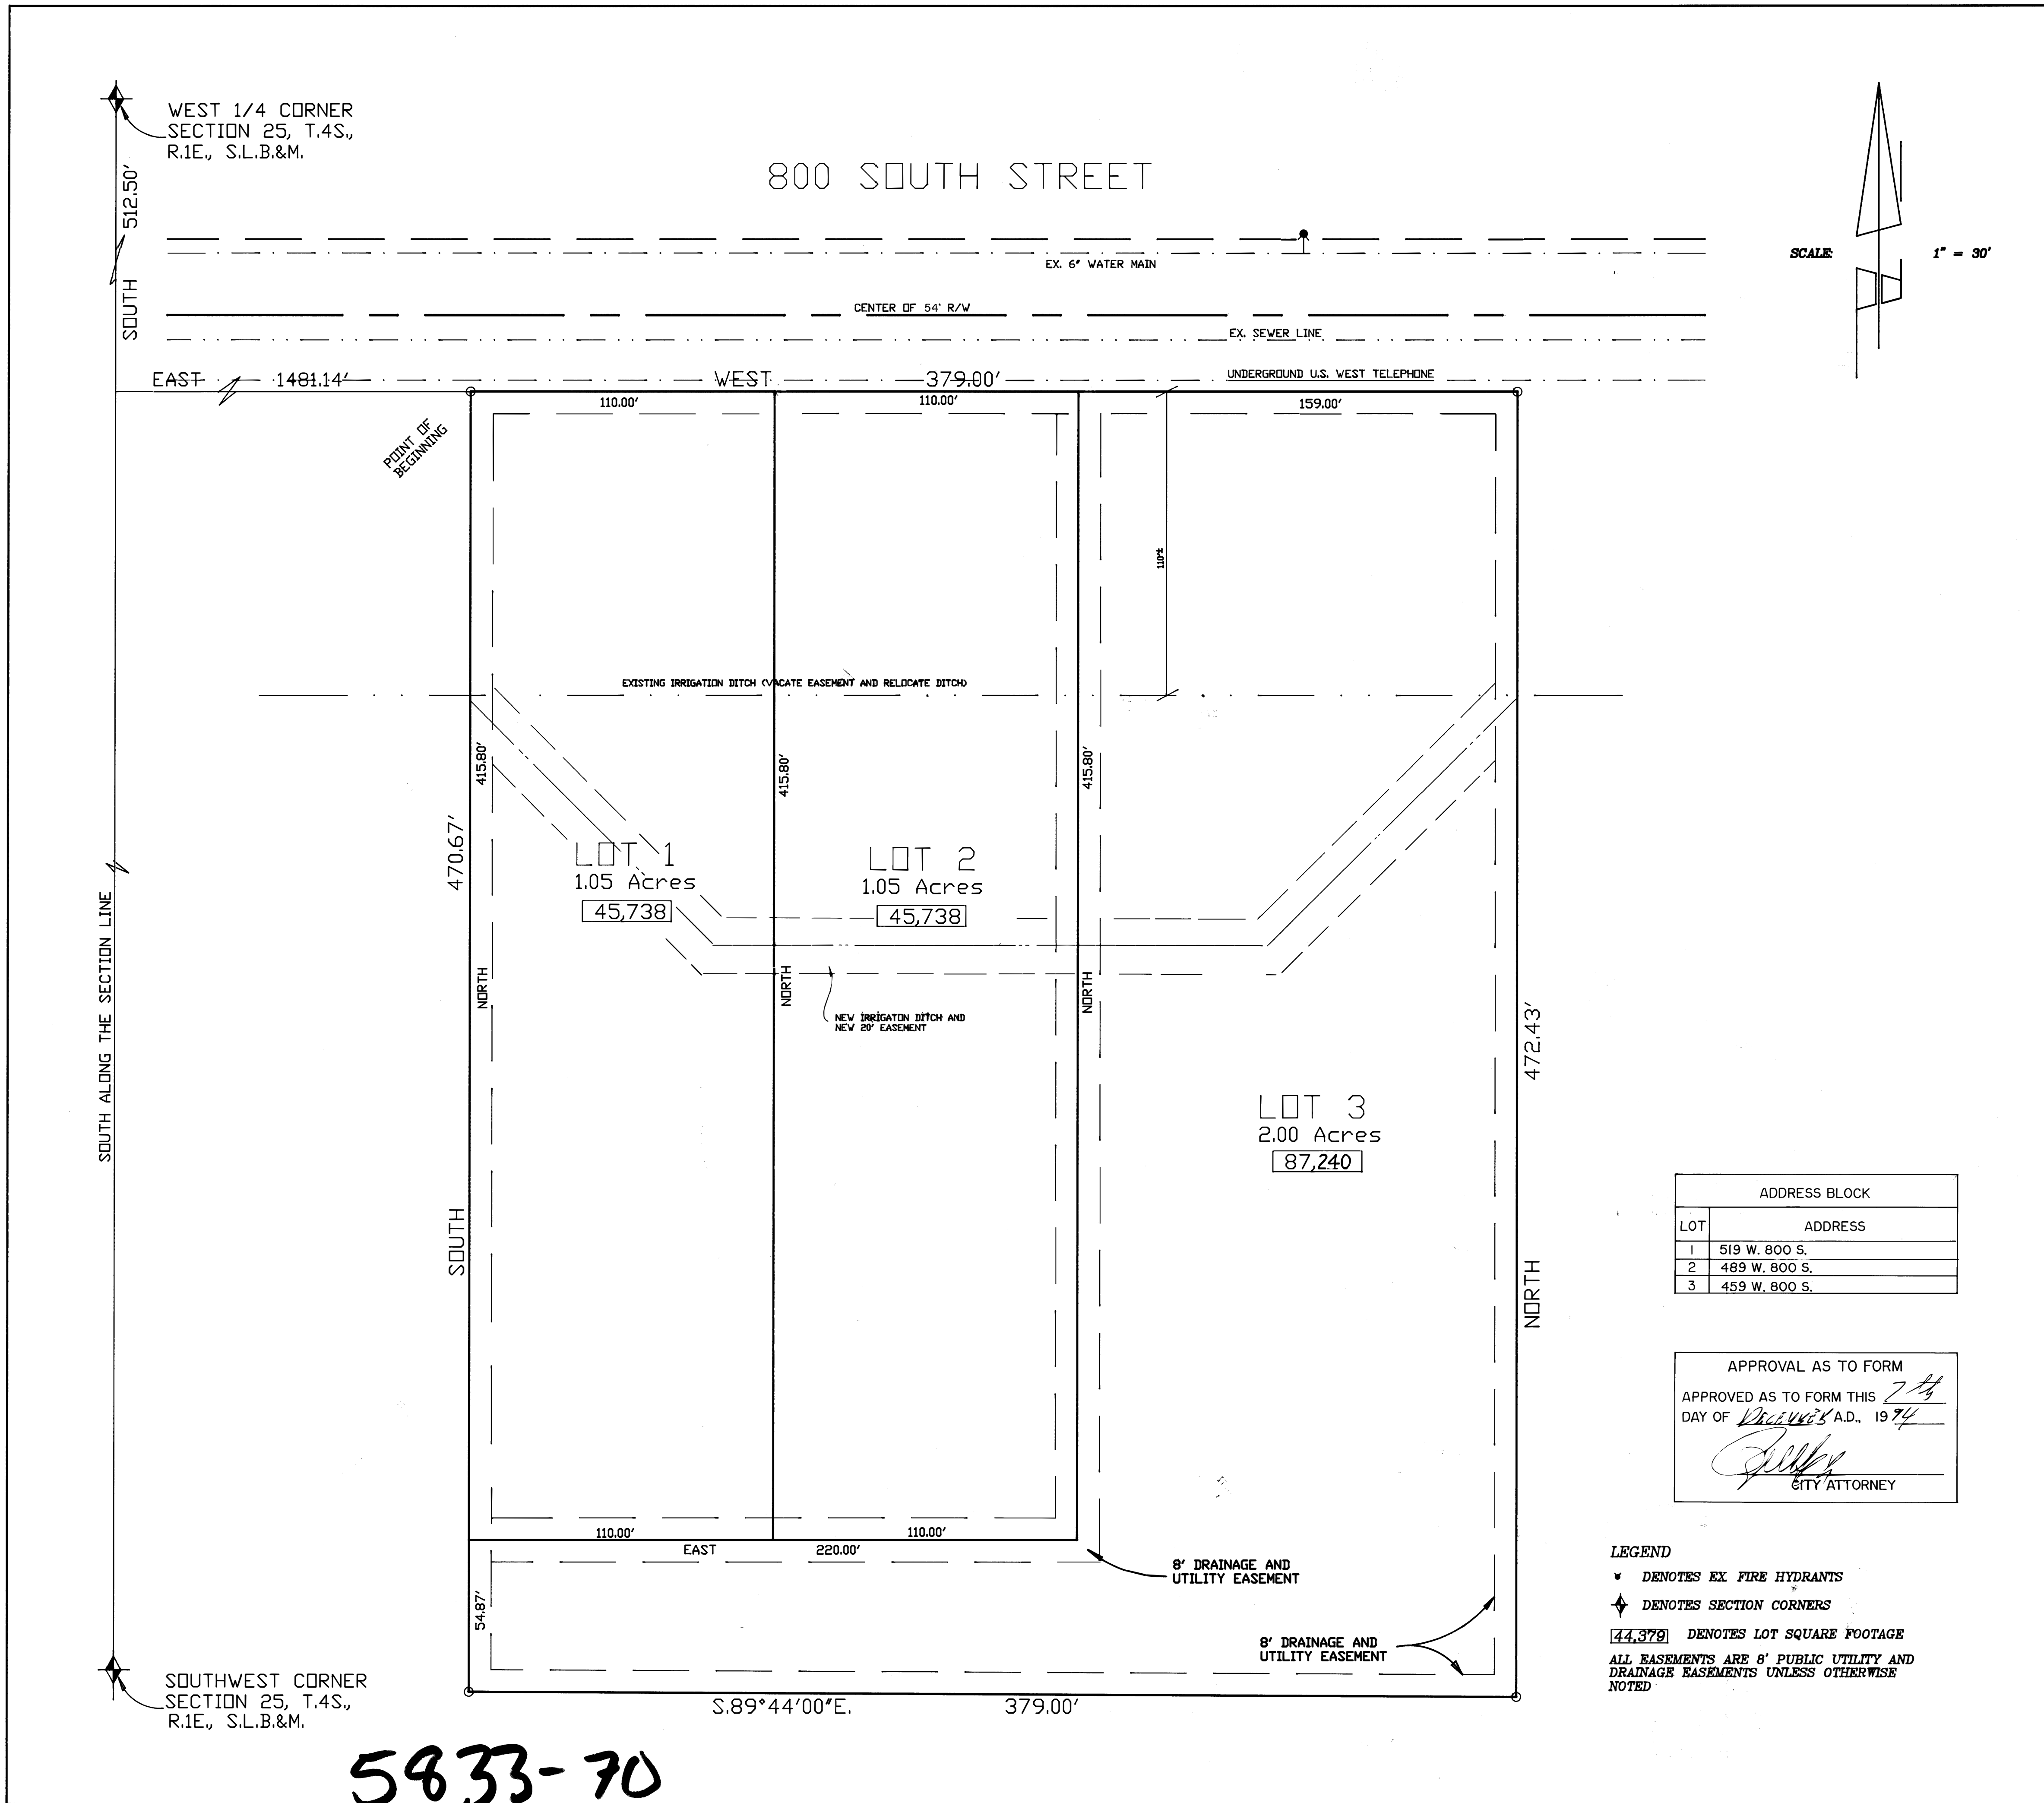 WEST 1/4 CORNER
SECTION 25, T.4S.,
R.1E., S.L.B.&M.
512.50'
SOUTH
800 SOUTH STREET
SCALE: 1" = 30'
EX. 6" WATER MAIN
CENTER OF 54' R/W
EX. SEWER LINE
EAST 1481.14' WEST 379.00' UNDERGROUND U.S. WEST TELEPHONE
110.00' 110.00' 159.00'
POINT OF
BEGINNING
110'±
EXISTING IRRIGATION DITCH (VACATE EASEMENT AND RELOCATE DITCH)
415.80' 415.80' 415.80'
470.67'
LOT 1
1.05 Acres
45,738
LOT 2
1.05 Acres
45,738
NORTH NORTH NORTH
NEW IRRIGATON DITCH AND
NEW 20' EASEMENT
SOUTH ALONG THE SECTION LINE
472.43'
LOT 3
2.00 Acres
87,240
SOUTH
NORTH
ADDRESS BLOCK
LOT ADDRESS
1 519 W. 800 S.
2 489 W. 800 S.
3 459 W. 800 S.
APPROVAL AS TO FORM
APPROVED AS TO FORM THIS 7th
DAY OF DECEMBER A.D., 1994
CITY ATTORNEY
110.00' 110.00'
EAST 220.00'
8' DRAINAGE AND
UTILITY EASEMENT
54.87'
8' DRAINAGE AND
UTILITY EASEMENT
LEGEND
DENOTES EX. FIRE HYDRANTS
DENOTES SECTION CORNERS
44,379 DENOTES LOT SQUARE FOOTAGE
ALL EASEMENTS ARE 8' PUBLIC UTILITY AND
DRAINAGE EASEMENTS UNLESS OTHERWISE
NOTED
SOUTHWEST CORNER
SECTION 25, T.4S.,
R.1E., S.L.B.&M.
S.89°44'00"E. 379.00'
5833-70